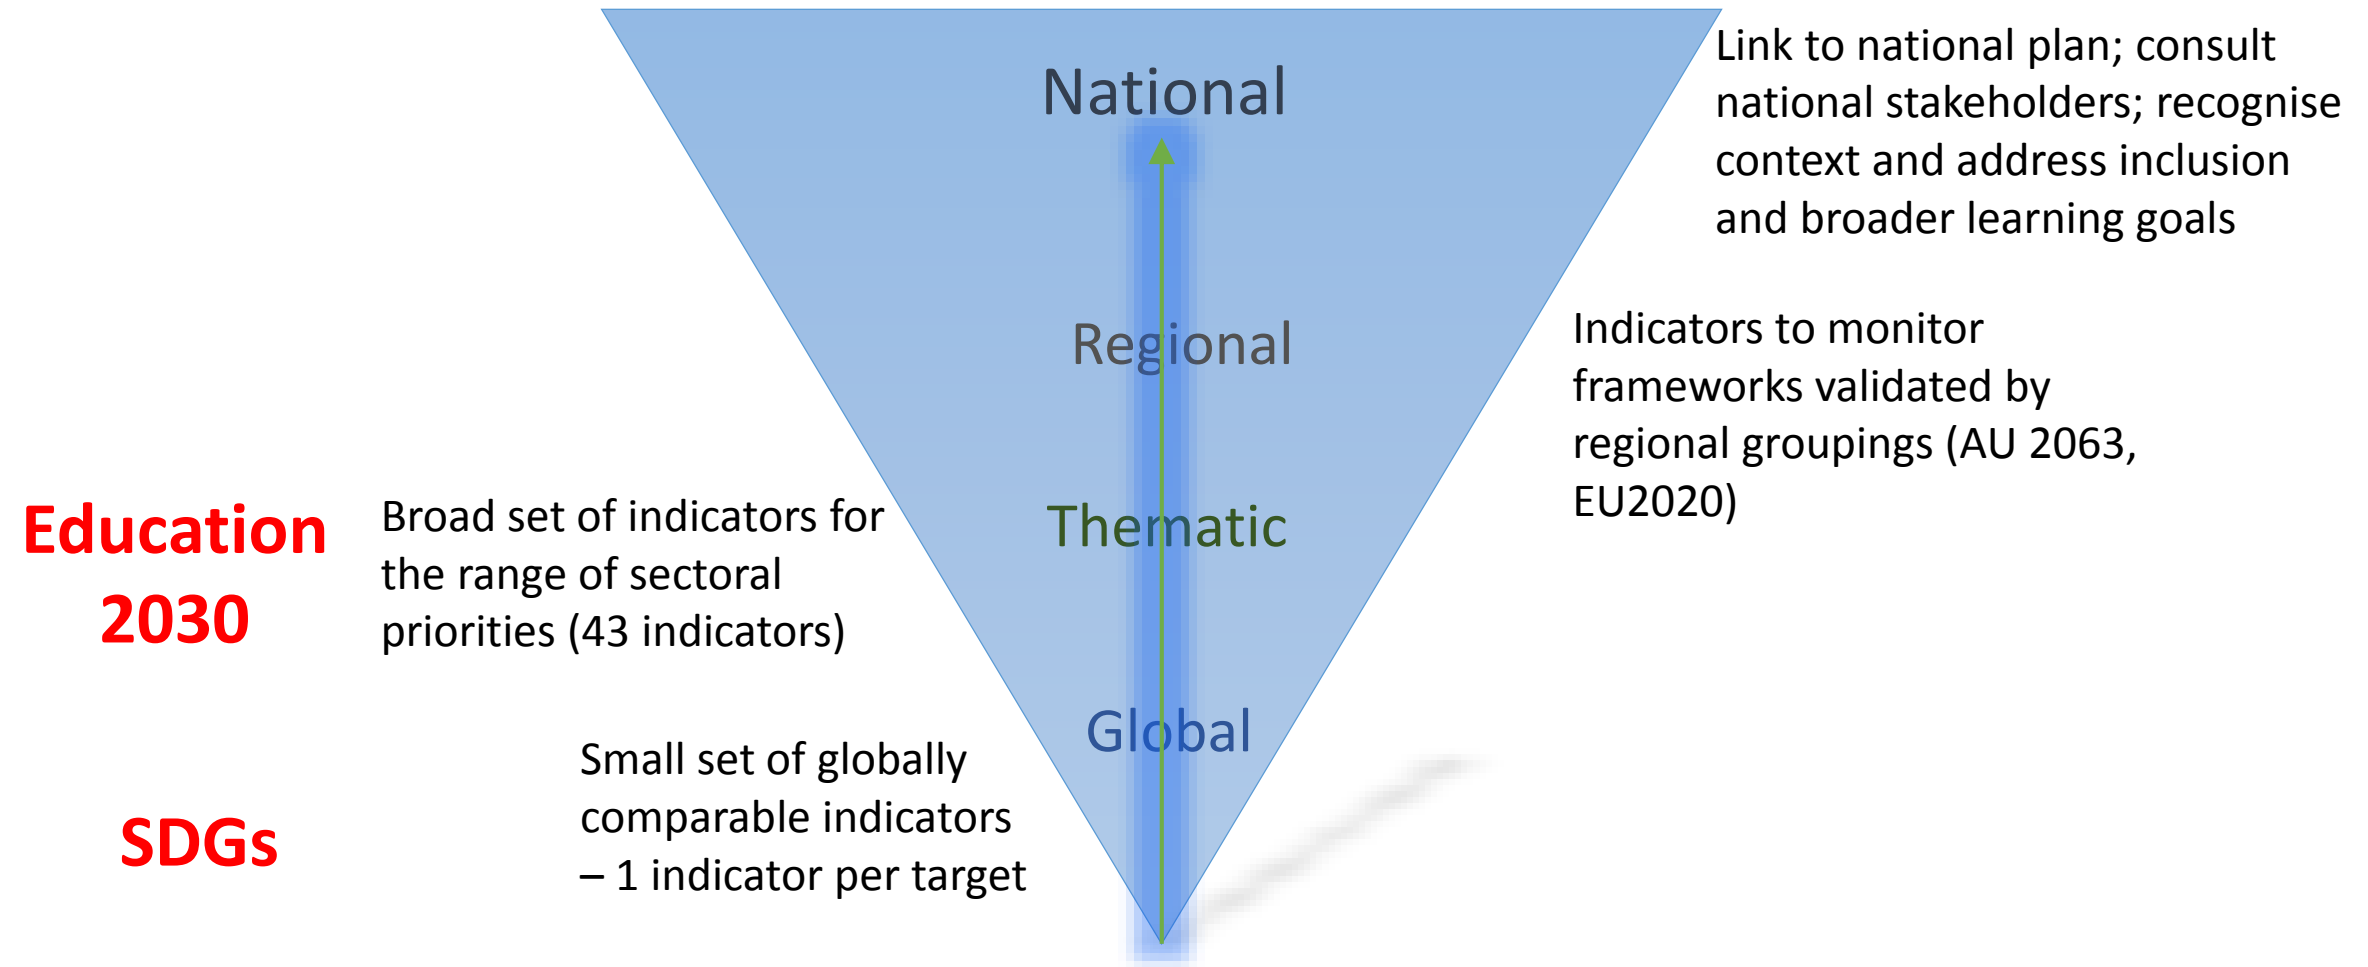 National
Link to national plan; consult
national stakeholders; recognise
context and address inclusion
and broader learning goals
Regional
Indicators to monitor
frameworks validated by
regional groupings (AU 2063,
EU2020)
Education
2030
Broad set of indicators for
the range of sectoral
priorities (43 indicators)
Thematic
Global
SDGs
Small set of globally
comparable indicators
– 1 indicator per target